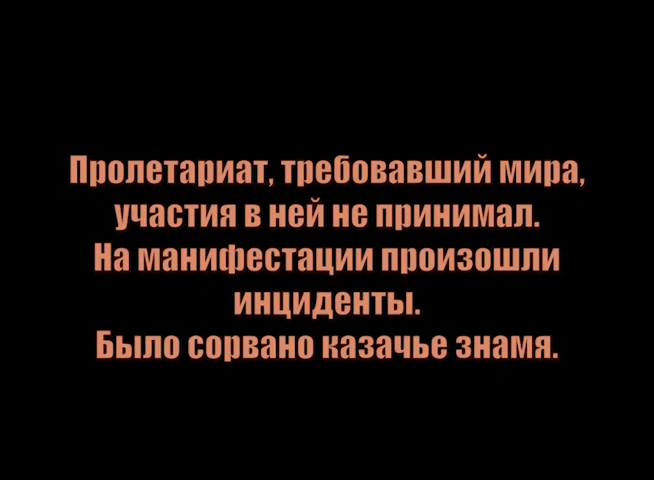 Пролетариат, требовавший мира,
участия в ней не принимал.
На манифестации произошли
инциденты.
Было сорвано казачье знамя.